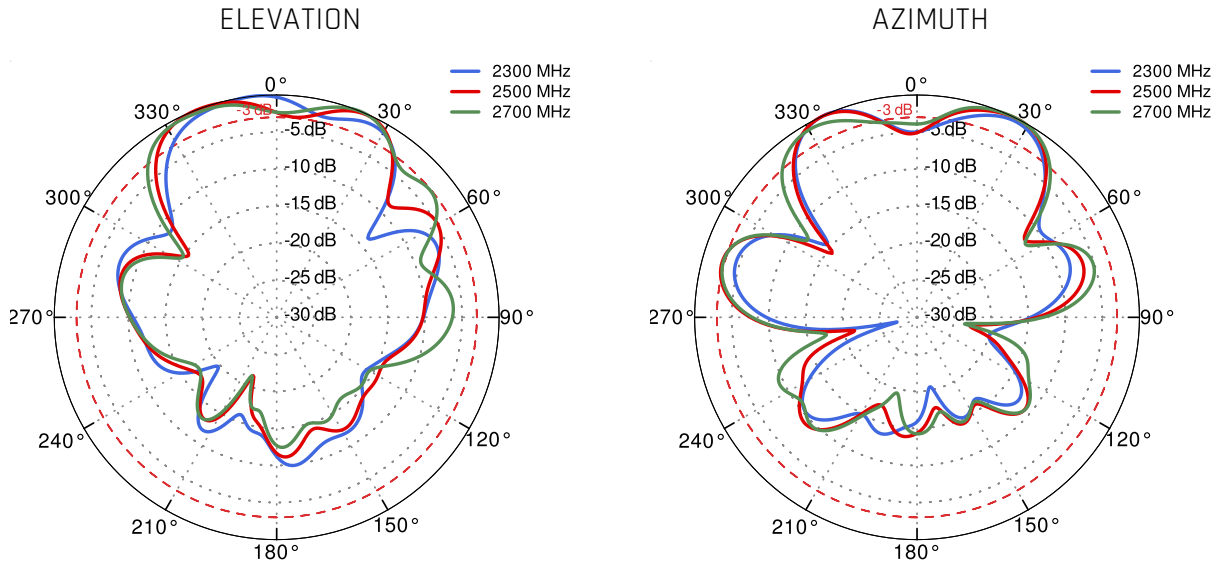 ELEVATION
2300 MHz
2500 MHz
2700 MHz
0°
30°
60°
90°
120°
150°
180°
210°
240°
270°
300°
330°
-3 dB
-5 dB
-10 dB
-15 dB
-20 dB
-25 dB
-30 dB
AZIMUTH
2300 MHz
2500 MHz
2700 MHz
0°
30°
60°
90°
120°
150°
180°
210°
240°
270°
300°
330°
-3 dB
-5 dB
-10 dB
-15 dB
-20 dB
-25 dB
-30 dB